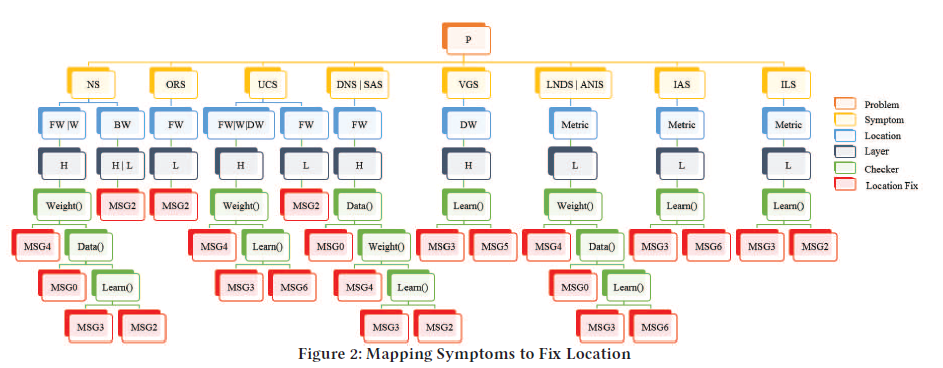 P
NS ORS UCS DNS | SAS VGS LNDS | ANIS IAS ILS
FW |W BW FW FW|W|DW FW FW DW Metric Metric Metric
H H | L L H L H H L L L
Weight() MSG2 MSG2 Weight() MSG2 Data() Learn() Weight() Learn() Learn()
MSG4 Data() MSG4 Learn() MSG0 Weight() MSG3 MSG5 MSG4 Data() MSG3 MSG6 MSG3 MSG2
MSG0 Learn() MSG3 MSG6 MSG4 Learn() MSG0 Learn()
MSG3 MSG2 MSG3 MSG2 MSG3 MSG6
Problem
Symptom
Location
Layer
Checker
Location Fix
Figure 2: Mapping Symptoms to Fix Location